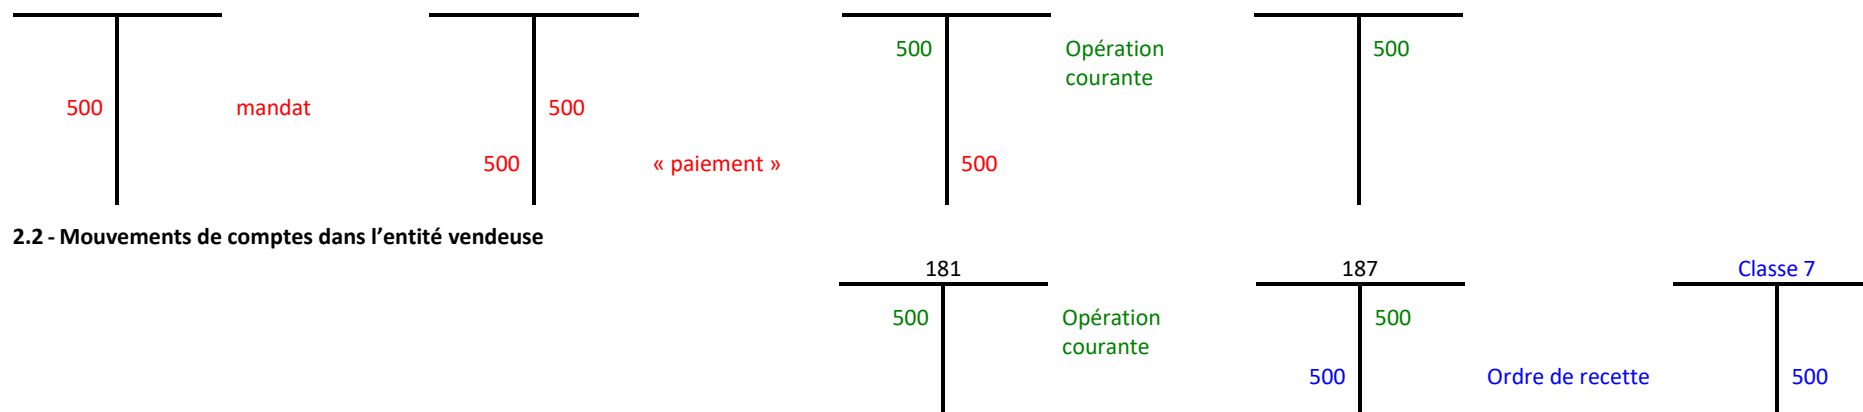 500 Opération 500
courante
500 mandat 500
500 « paiement » 500
2.2 - Mouvements de comptes dans l'entité vendeuse
181 187 Classe 7
500 Opération 500
courante
500 Ordre de recette 500